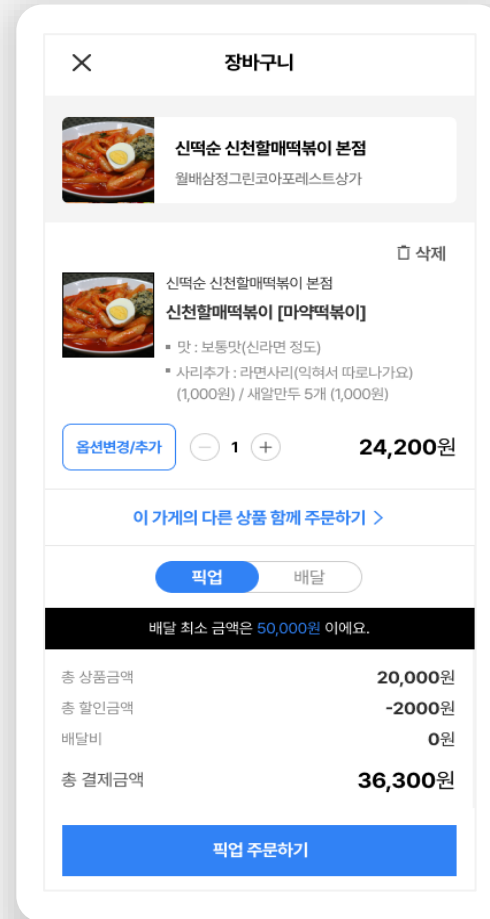 장바구니
신떡순 신천할매떡볶이 본점
월배삼정그린코아포레스트상가
삭제
신떡순 신천할매떡볶이 본점
신천할매떡볶이 [마약떡볶이]
▪ 맛 : 보통맛(신라면 정도)
▪ 사리추가 : 라면사리(익혀서 따로나가요)
(1,000원) / 새알만두 5개 (1,000원)
옵션변경/추가 1 24,200원
이 가게의 다른 상품 함께 주문하기 >
픽업 배달
배달 최소 금액은 50,000원 이에요.
총 상품금액 20,000원
총 할인금액 -2000원
배달비 0원
총 결제금액 36,300원
픽업 주문하기